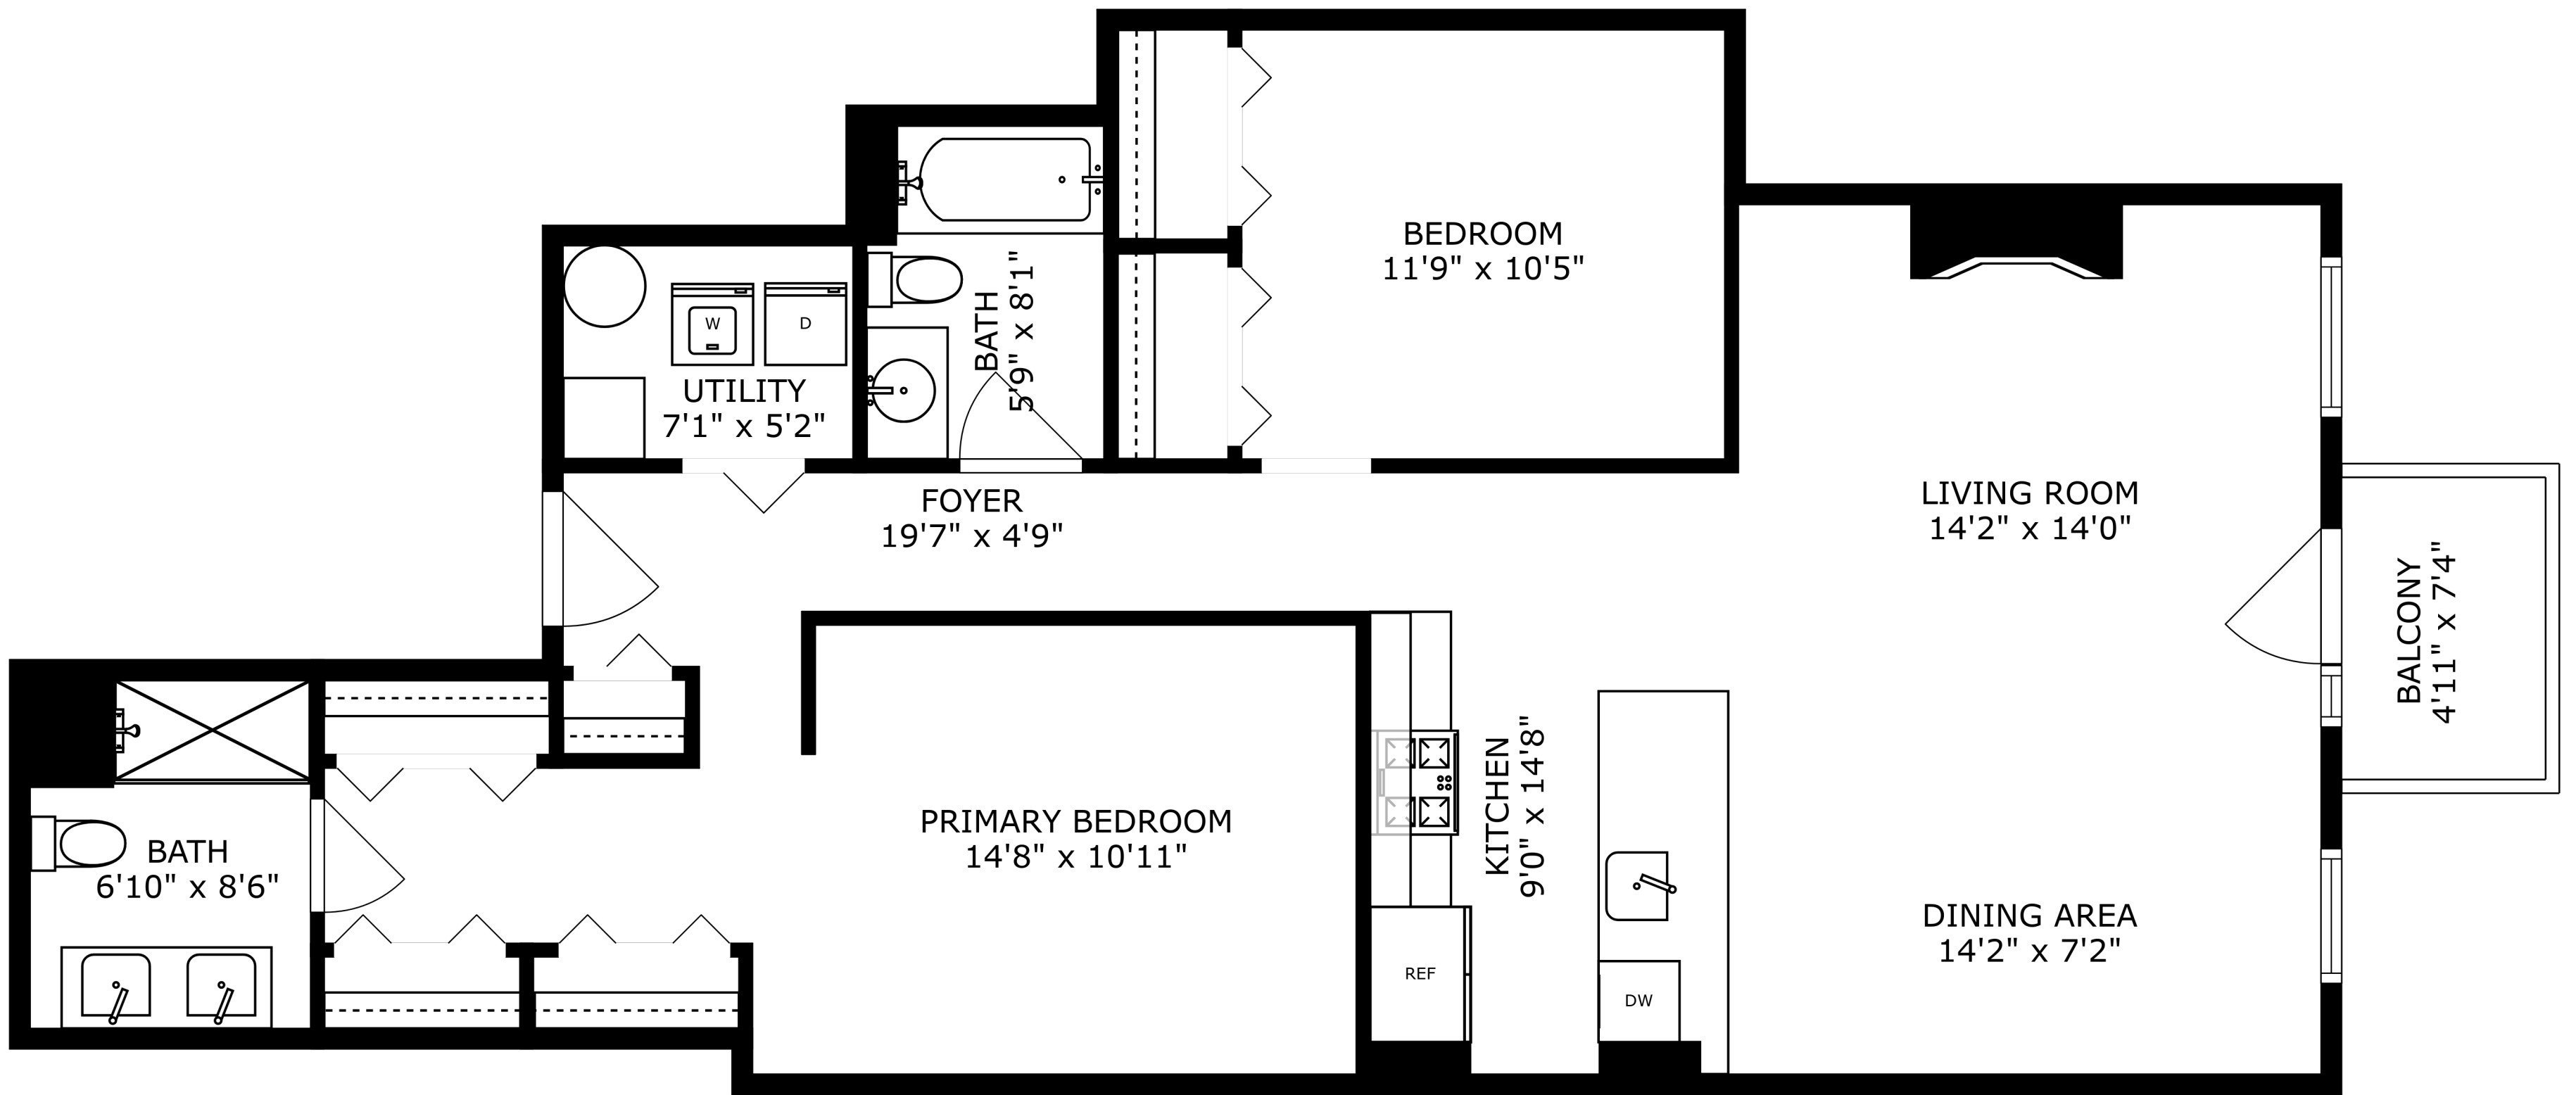 BEDROOM
11'9" x 10'5"
BATH
5'9" x 8'1"
W
D
UTILITY
7'1" x 5'2"
FOYER
19'7" x 4'9"
LIVING ROOM
14'2" x 14'0"
BALCONY
4'11" x 7'4"
PRIMARY BEDROOM
14'8" x 10'11"
KITCHEN
9'0" x 14'8"
BATH
6'10" x 8'6"
DINING AREA
14'2" x 7'2"
REF
DW